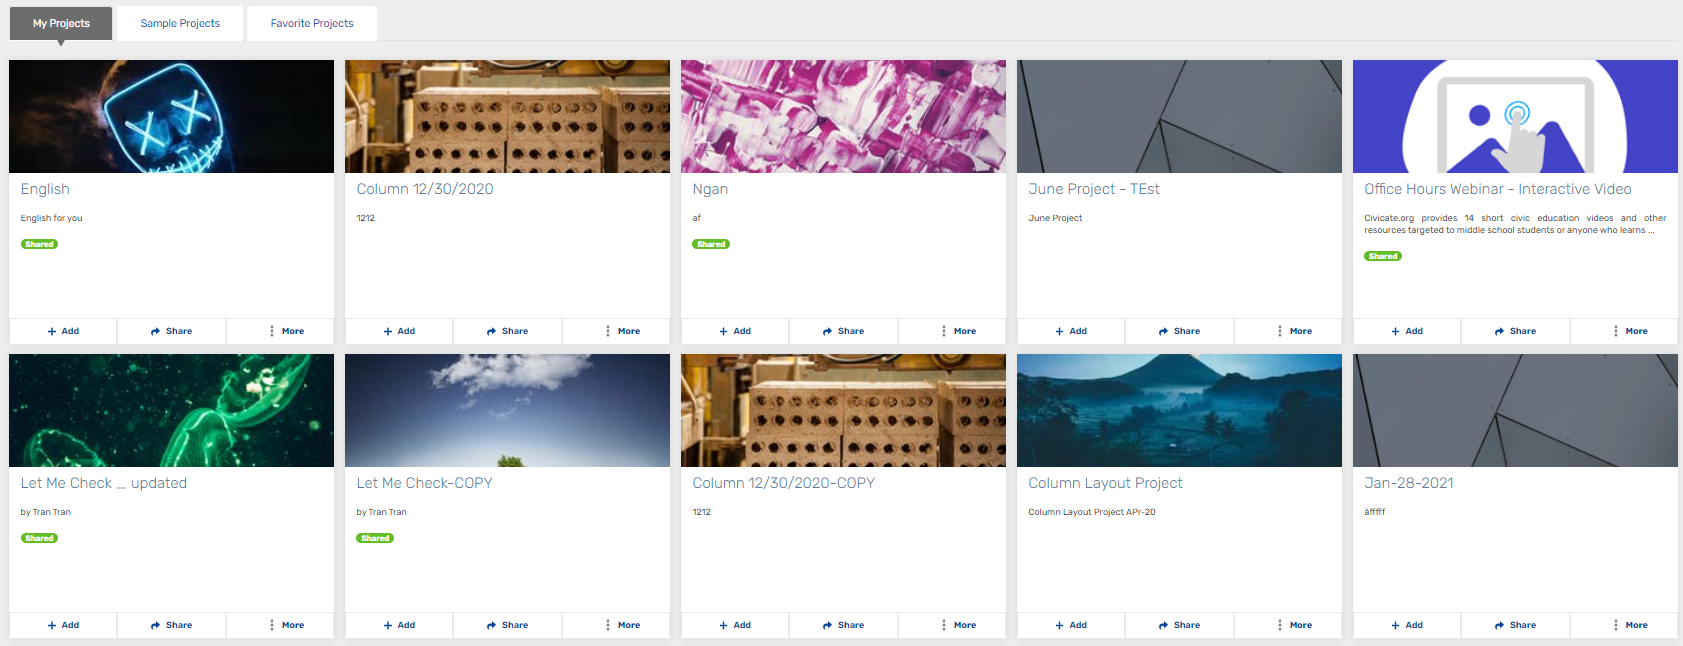 My Projects
Sample Projects
Favorite Projects
English
English for you
Shared
Add
Share
More
Column 12/30/2020
1212
Add
Share
More
Ngan
af
Shared
Add
Share
More
June Project - TEst
June Project
Add
Share
More
Office Hours Webinar - Interactive Video
Civicate.org provides 14 short civic education videos and other
resources targeted to middle school students or anyone who learns ...
Shared
Add
Share
More
Let Me Check _ updated
by Tran Tran
Shared
Add
Share
More
Let Me Check-COPY
by Tran Tran
Shared
Add
Share
More
Column 12/30/2020-COPY
1212
Add
Share
More
Column Layout Project
Column Layout Project APr-20
Add
Share
More
Jan-28-2021
âfffff
Add
Share
More